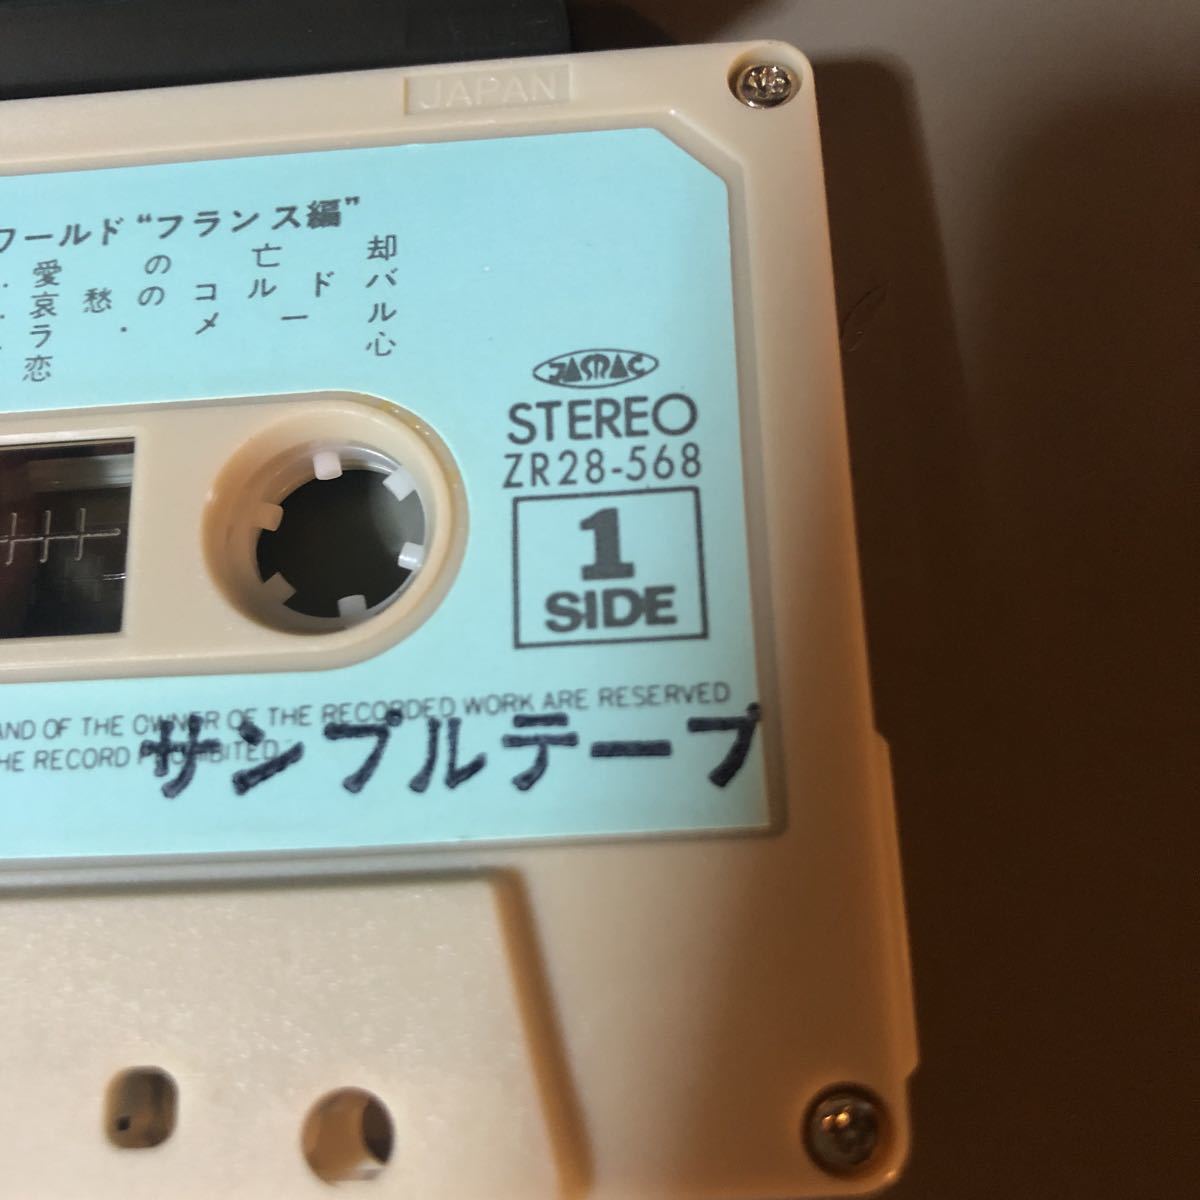 JAPAN
ワールド“フランス編”
.愛の亡却
.哀愁のコルドバ
.ラ・メール
恋心
JASRAC
STEREO
ZR28-568
1
SIDE
AND OF THE OWNER OF THE RECORDED WORK ARE RESERVED
HE RECORD PROHIBITED
サンプルテープ